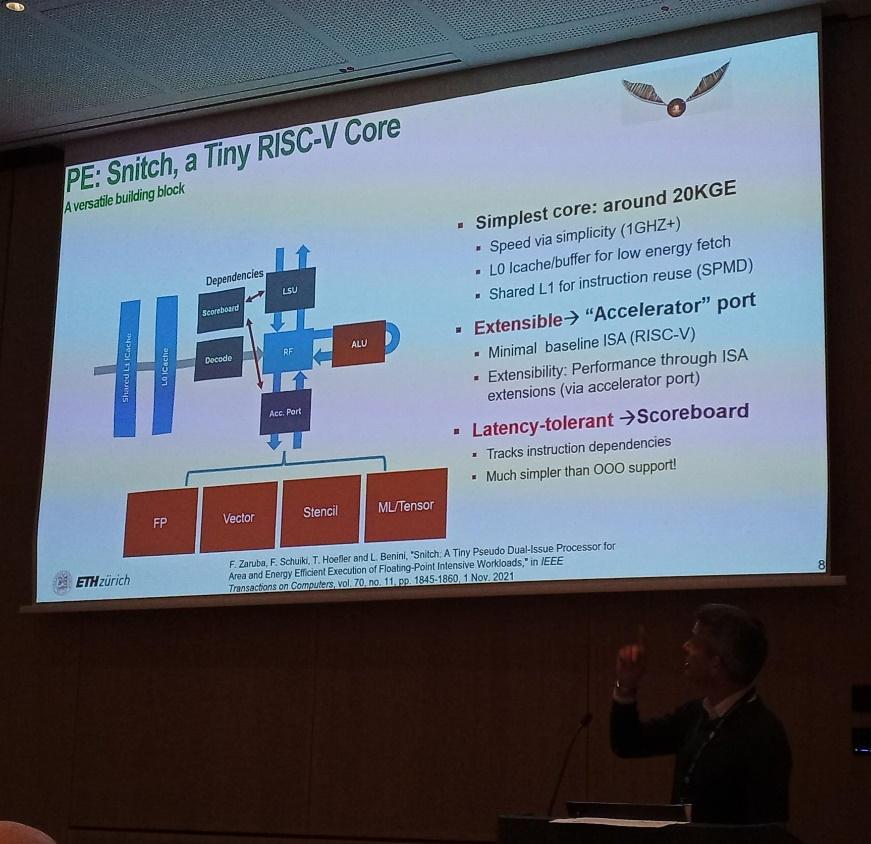 PE: Snitch, a Tiny RISC-V Core
A versatile building block
Dependencies
Scoreboard
LSU
Decode
RF
ALU
Acc. Port
Shared L1 ICache
L0 ICache
FP
Vector
Stencil
ML/Tensor
▪ Simplest core: around 20KGE
▪ Speed via simplicity (1GHZ+)
▪ L0 Icache/buffer for low energy fetch
▪ Shared L1 for instruction reuse (SPMD)
▪ Extensible→ “Accelerator” port
▪ Minimal baseline ISA (RISC-V)
▪ Extensibility: Performance through ISA
extensions (via accelerator port)
▪ Latency-tolerant →Scoreboard
▪ Tracks instruction dependencies
▪ Much simpler than OOO support!
F. Zaruba, F. Schuiki, T. Hoefler and L. Benini, "Snitch: A Tiny Pseudo Dual-Issue Processor for
Area and Energy Efficient Execution of Floating-Point Intensive Workloads," in IEEE
Transactions on Computers, vol. 70, no. 11, pp. 1845-1860, 1 Nov. 2021
ETH zürich
8